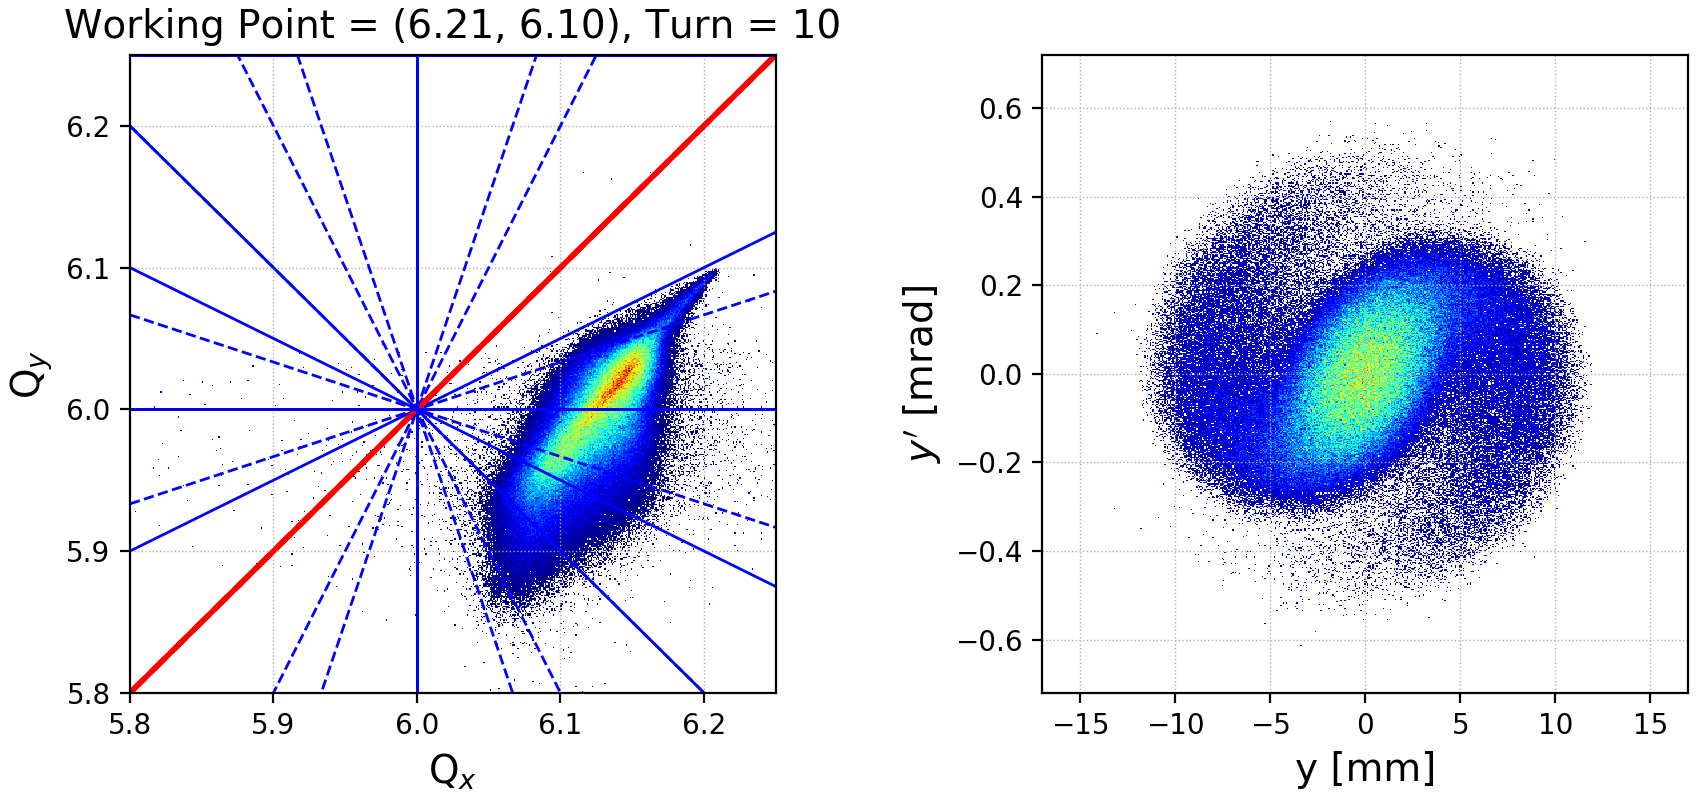 Working Point = (6.21, 6.10), Turn = 10
6.2
6.1
6.0
5.9
5.8
Q_y
5.8 5.9 6.0 6.1 6.2
Q_x
0.6
0.4
0.2
0.0
−0.2
−0.4
−0.6
y′ [mrad]
−15 −10 −5 0 5 10 15
y [mm]